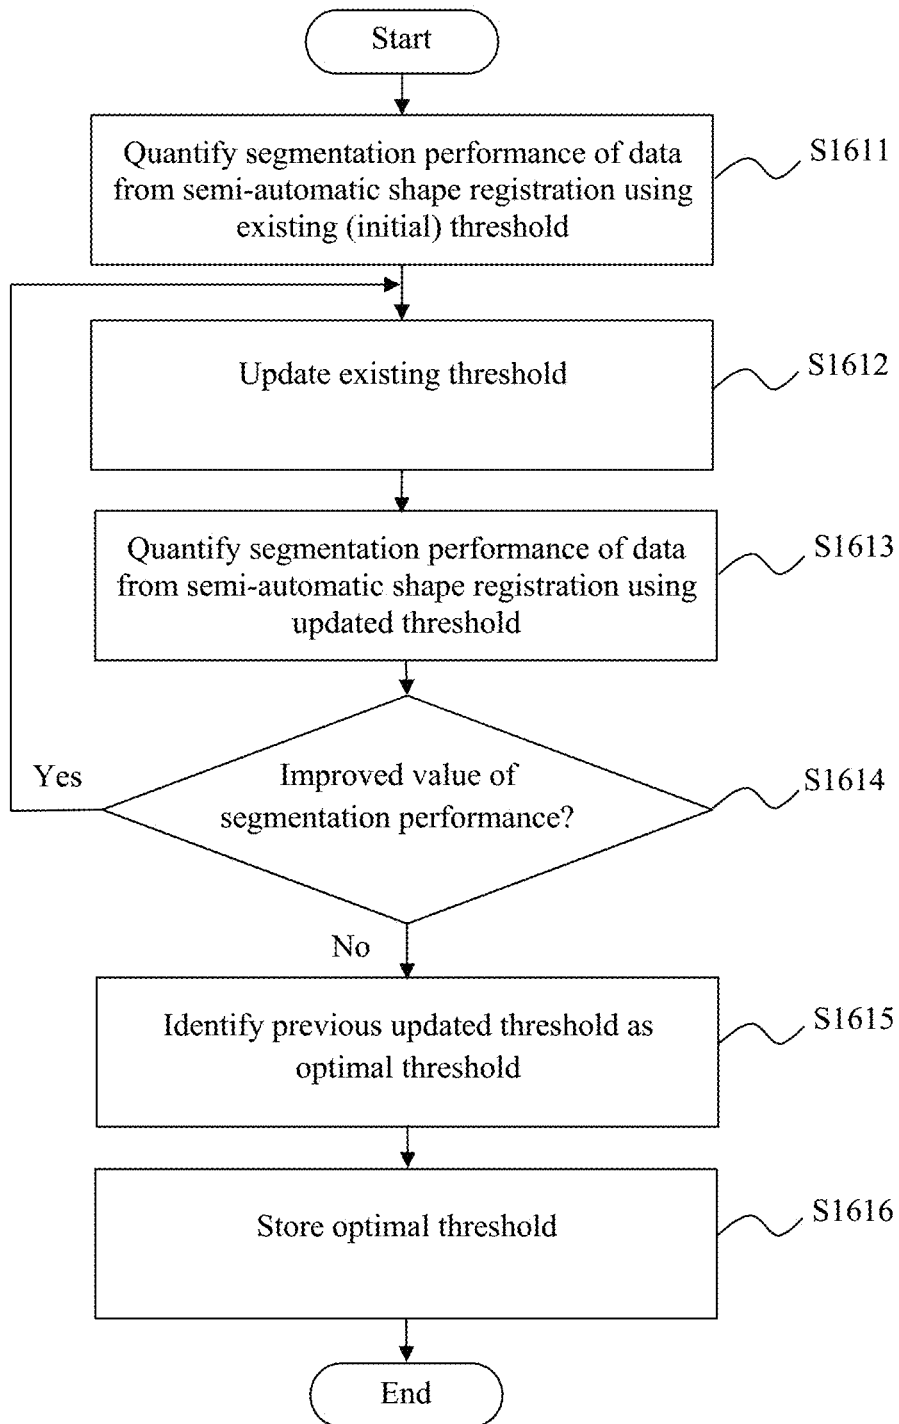 Start
Quantify segmentation performance of data
from semi-automatic shape registration using
existing (initial) threshold
S1611
Update existing threshold
S1612
Quantify segmentation performance of data
from semi-automatic shape registration using
updated threshold
S1613
Yes
Improved value of
segmentation performance?
S1614
No
Identify previous updated threshold as
optimal threshold
S1615
Store optimal threshold
S1616
End